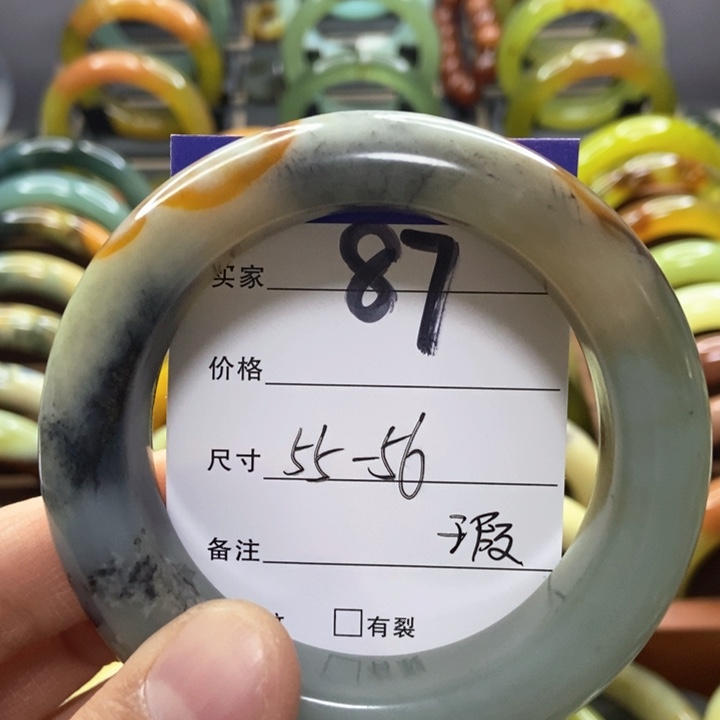 87
买家
价格
尺寸 55-56
备注 瑕
□有裂